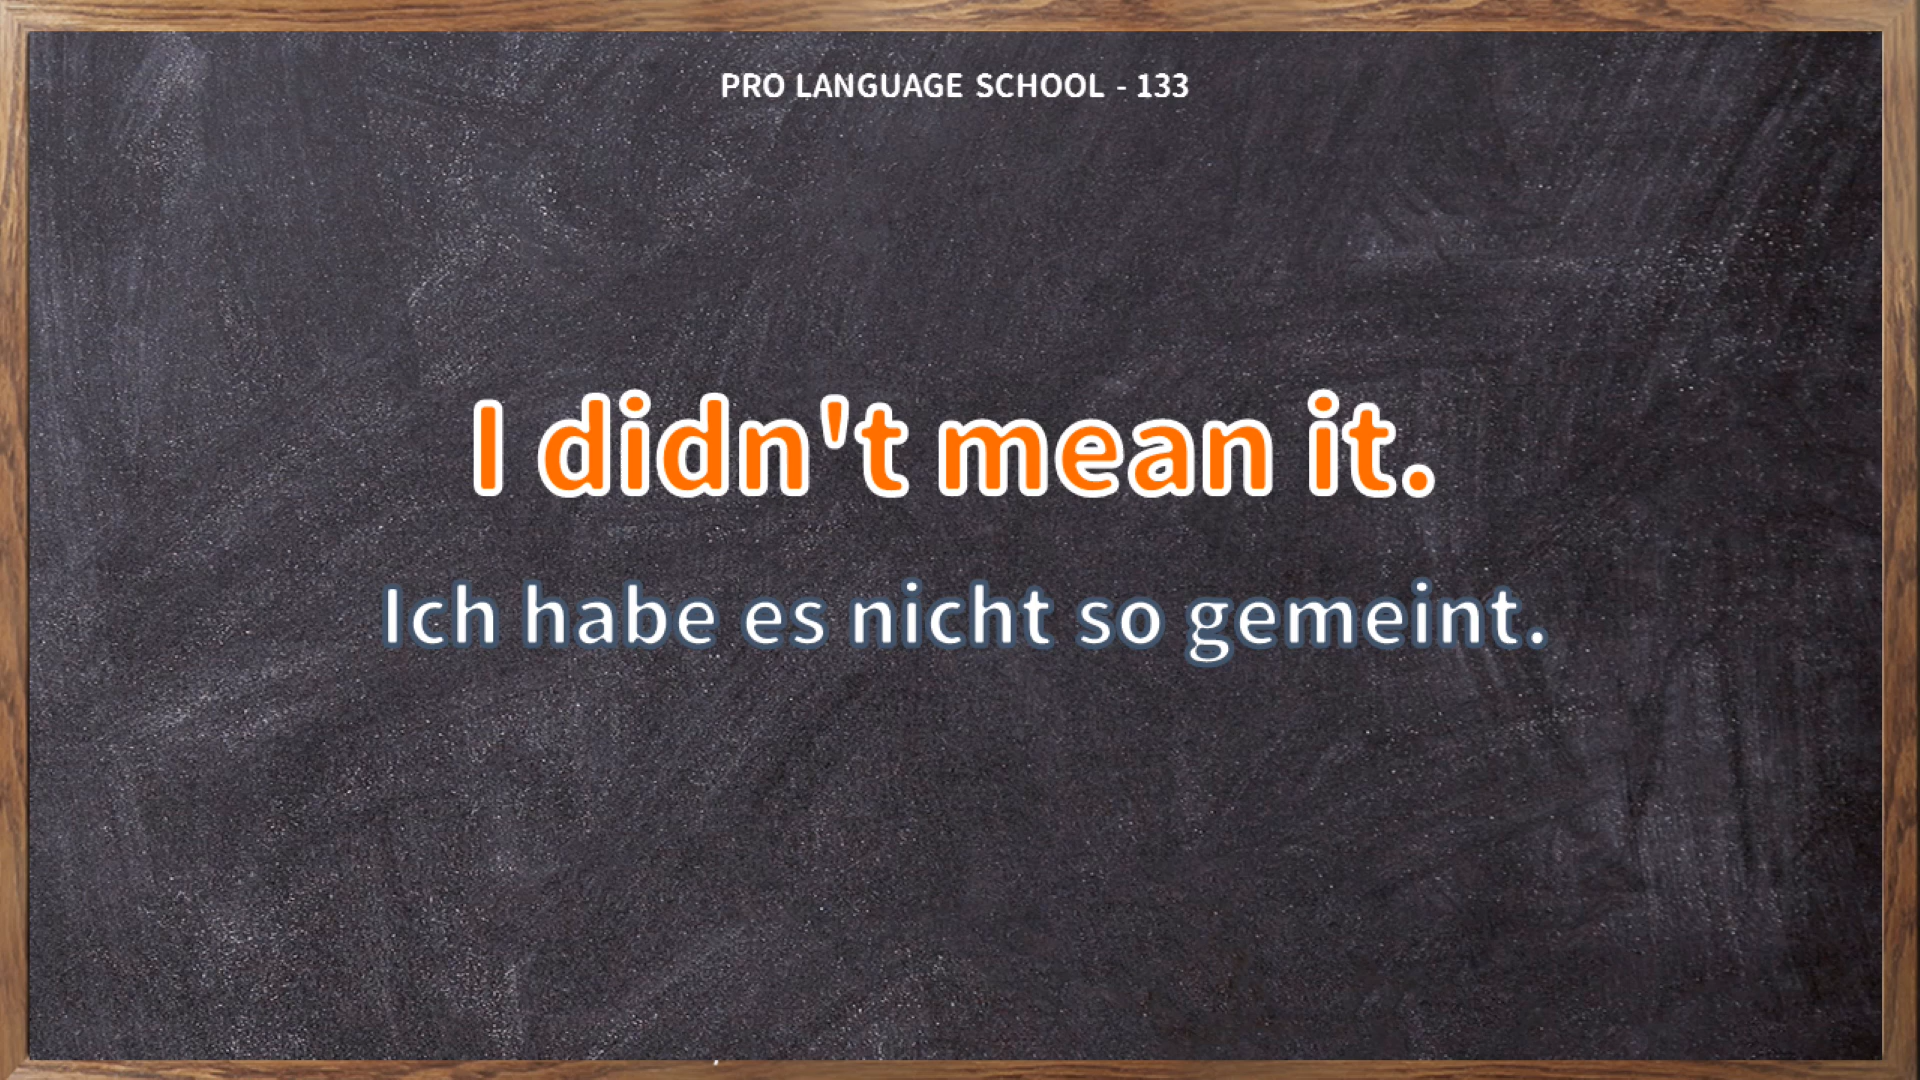 PRO LANGUAGE SCHOOL - 133
I didn't mean it.
Ich habe es nicht so gemeint.